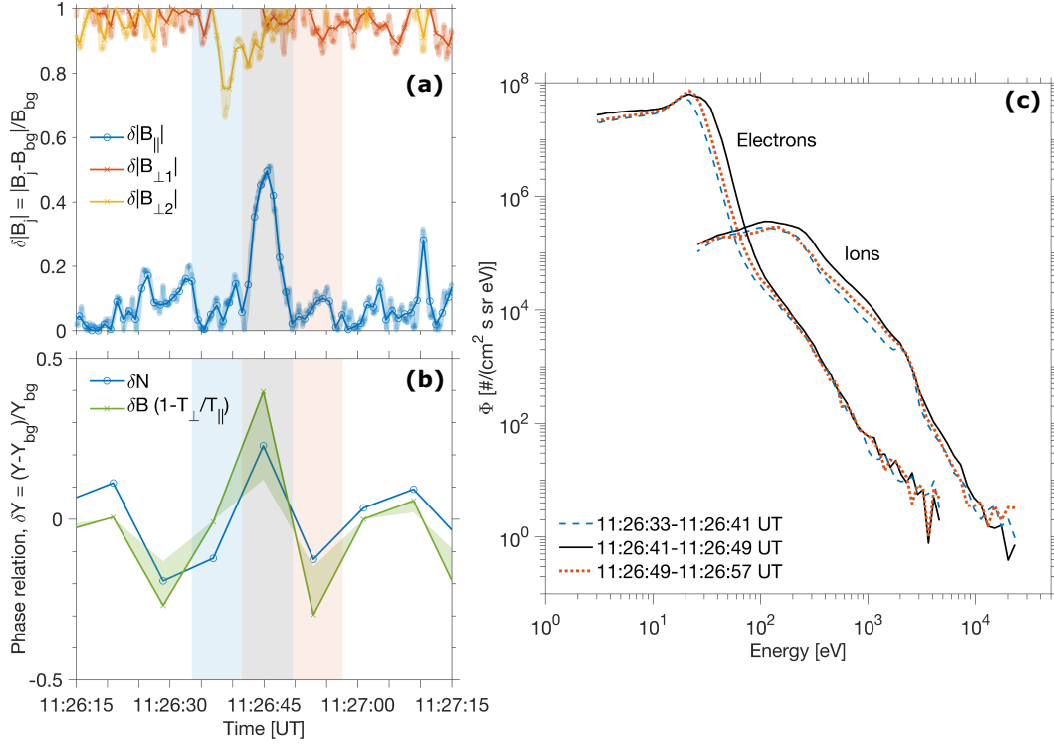 1
0.8
0.6
0.4
0.2
0
δ|B_j| = |B_j-B_bg|/B_bg
(a)
δ|B_∥|
δ|B_⊥1|
δ|B_⊥2|
0.5
0
-0.5
Phase relation, δY = (Y-Y_bg)/Y_bg
(b)
δN
δB (1-T_⊥/T_∥)
11:26:15 11:26:30 11:26:45 11:27:00 11:27:15
Time [UT]
(c)
10^8
10^6
10^4
10^2
10^0
Φ [#/(cm^2 s sr eV)]
Electrons
Ions
11:26:33-11:26:41 UT
11:26:41-11:26:49 UT
11:26:49-11:26:57 UT
10^0 10^1 10^2 10^3 10^4
Energy [eV]